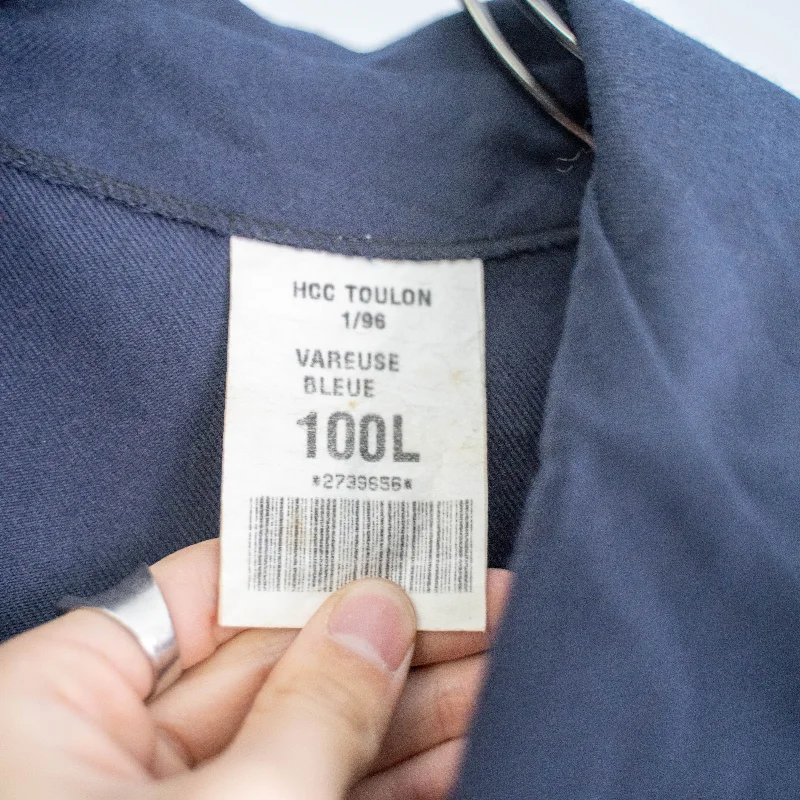 HCC TOULON
1/96
VAREUSE
BLEUE
100L
*2739656*